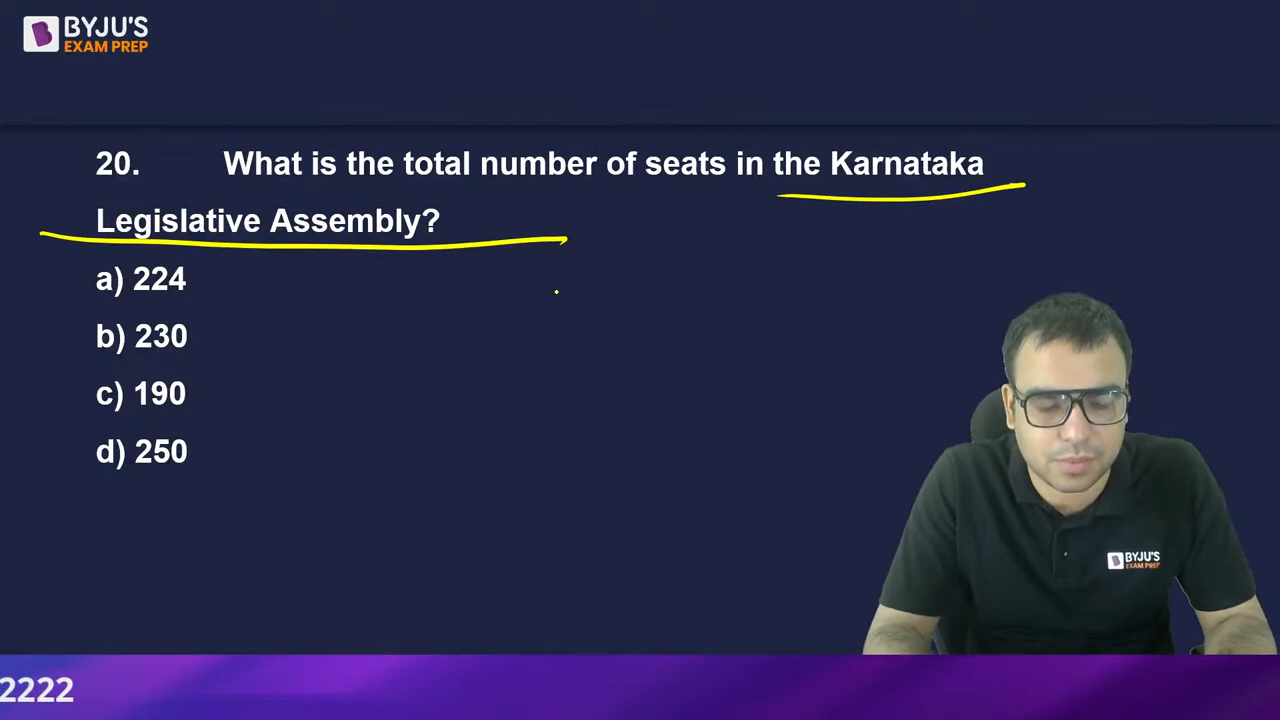 BYJU'S
EXAM PREP
20. What is the total number of seats in the Karnataka
Legislative Assembly?
a) 224
b) 230
c) 190
d) 250
BYJU'S
EXAM PREP
2222